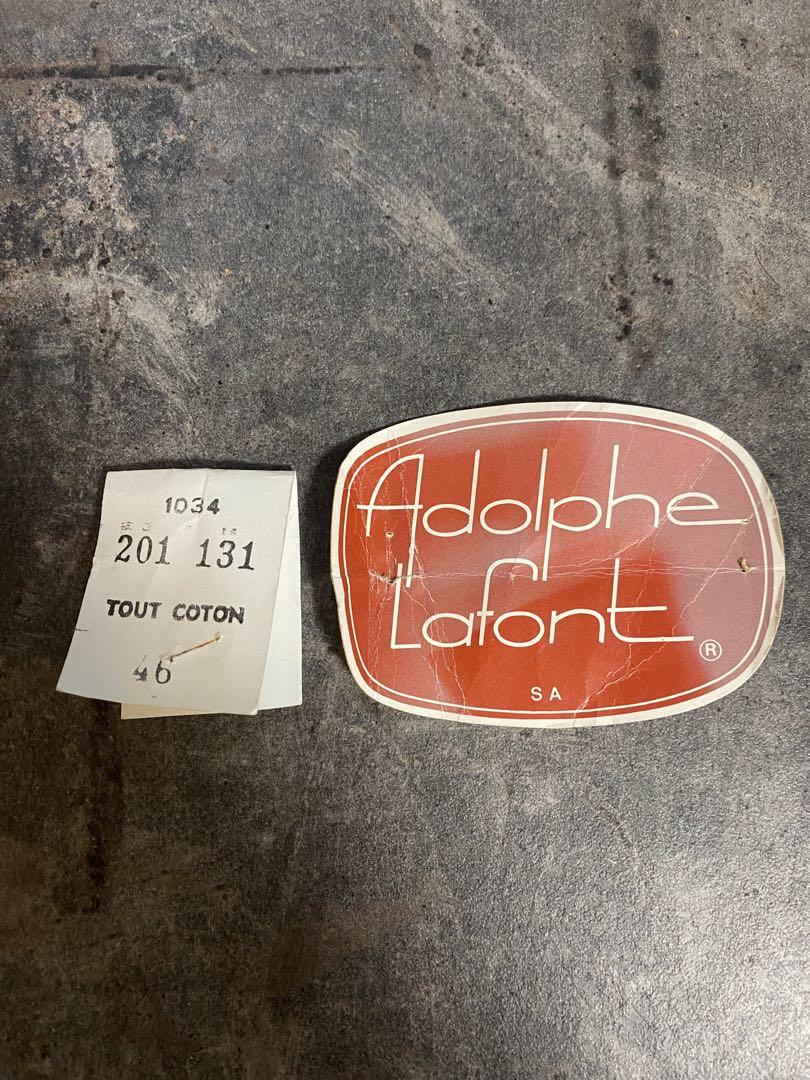 1034
201 131
TOUT COTON
46
Adolphe
Lafont
®
SA